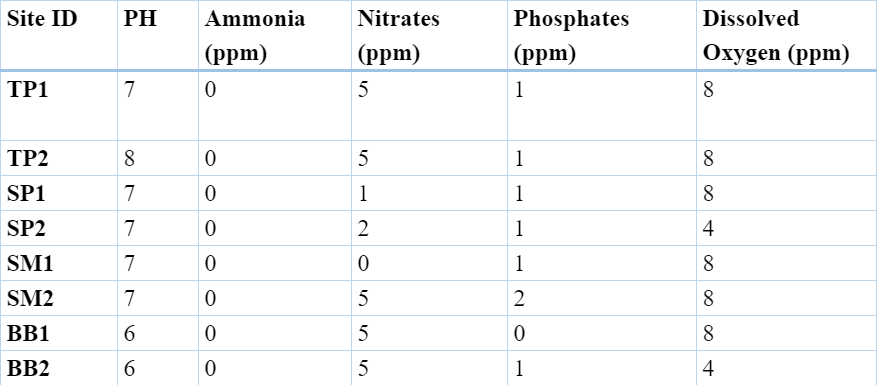 Site ID PH Ammonia (ppm) Nitrates (ppm) Phosphates (ppm) Dissolved Oxygen (ppm)
TP1 7 0 5 1 8
TP2 8 0 5 1 8
SP1 7 0 1 1 8
SP2 7 0 2 1 4
SM1 7 0 0 1 8
SM2 7 0 5 2 8
BB1 6 0 5 0 8
BB2 6 0 5 1 4